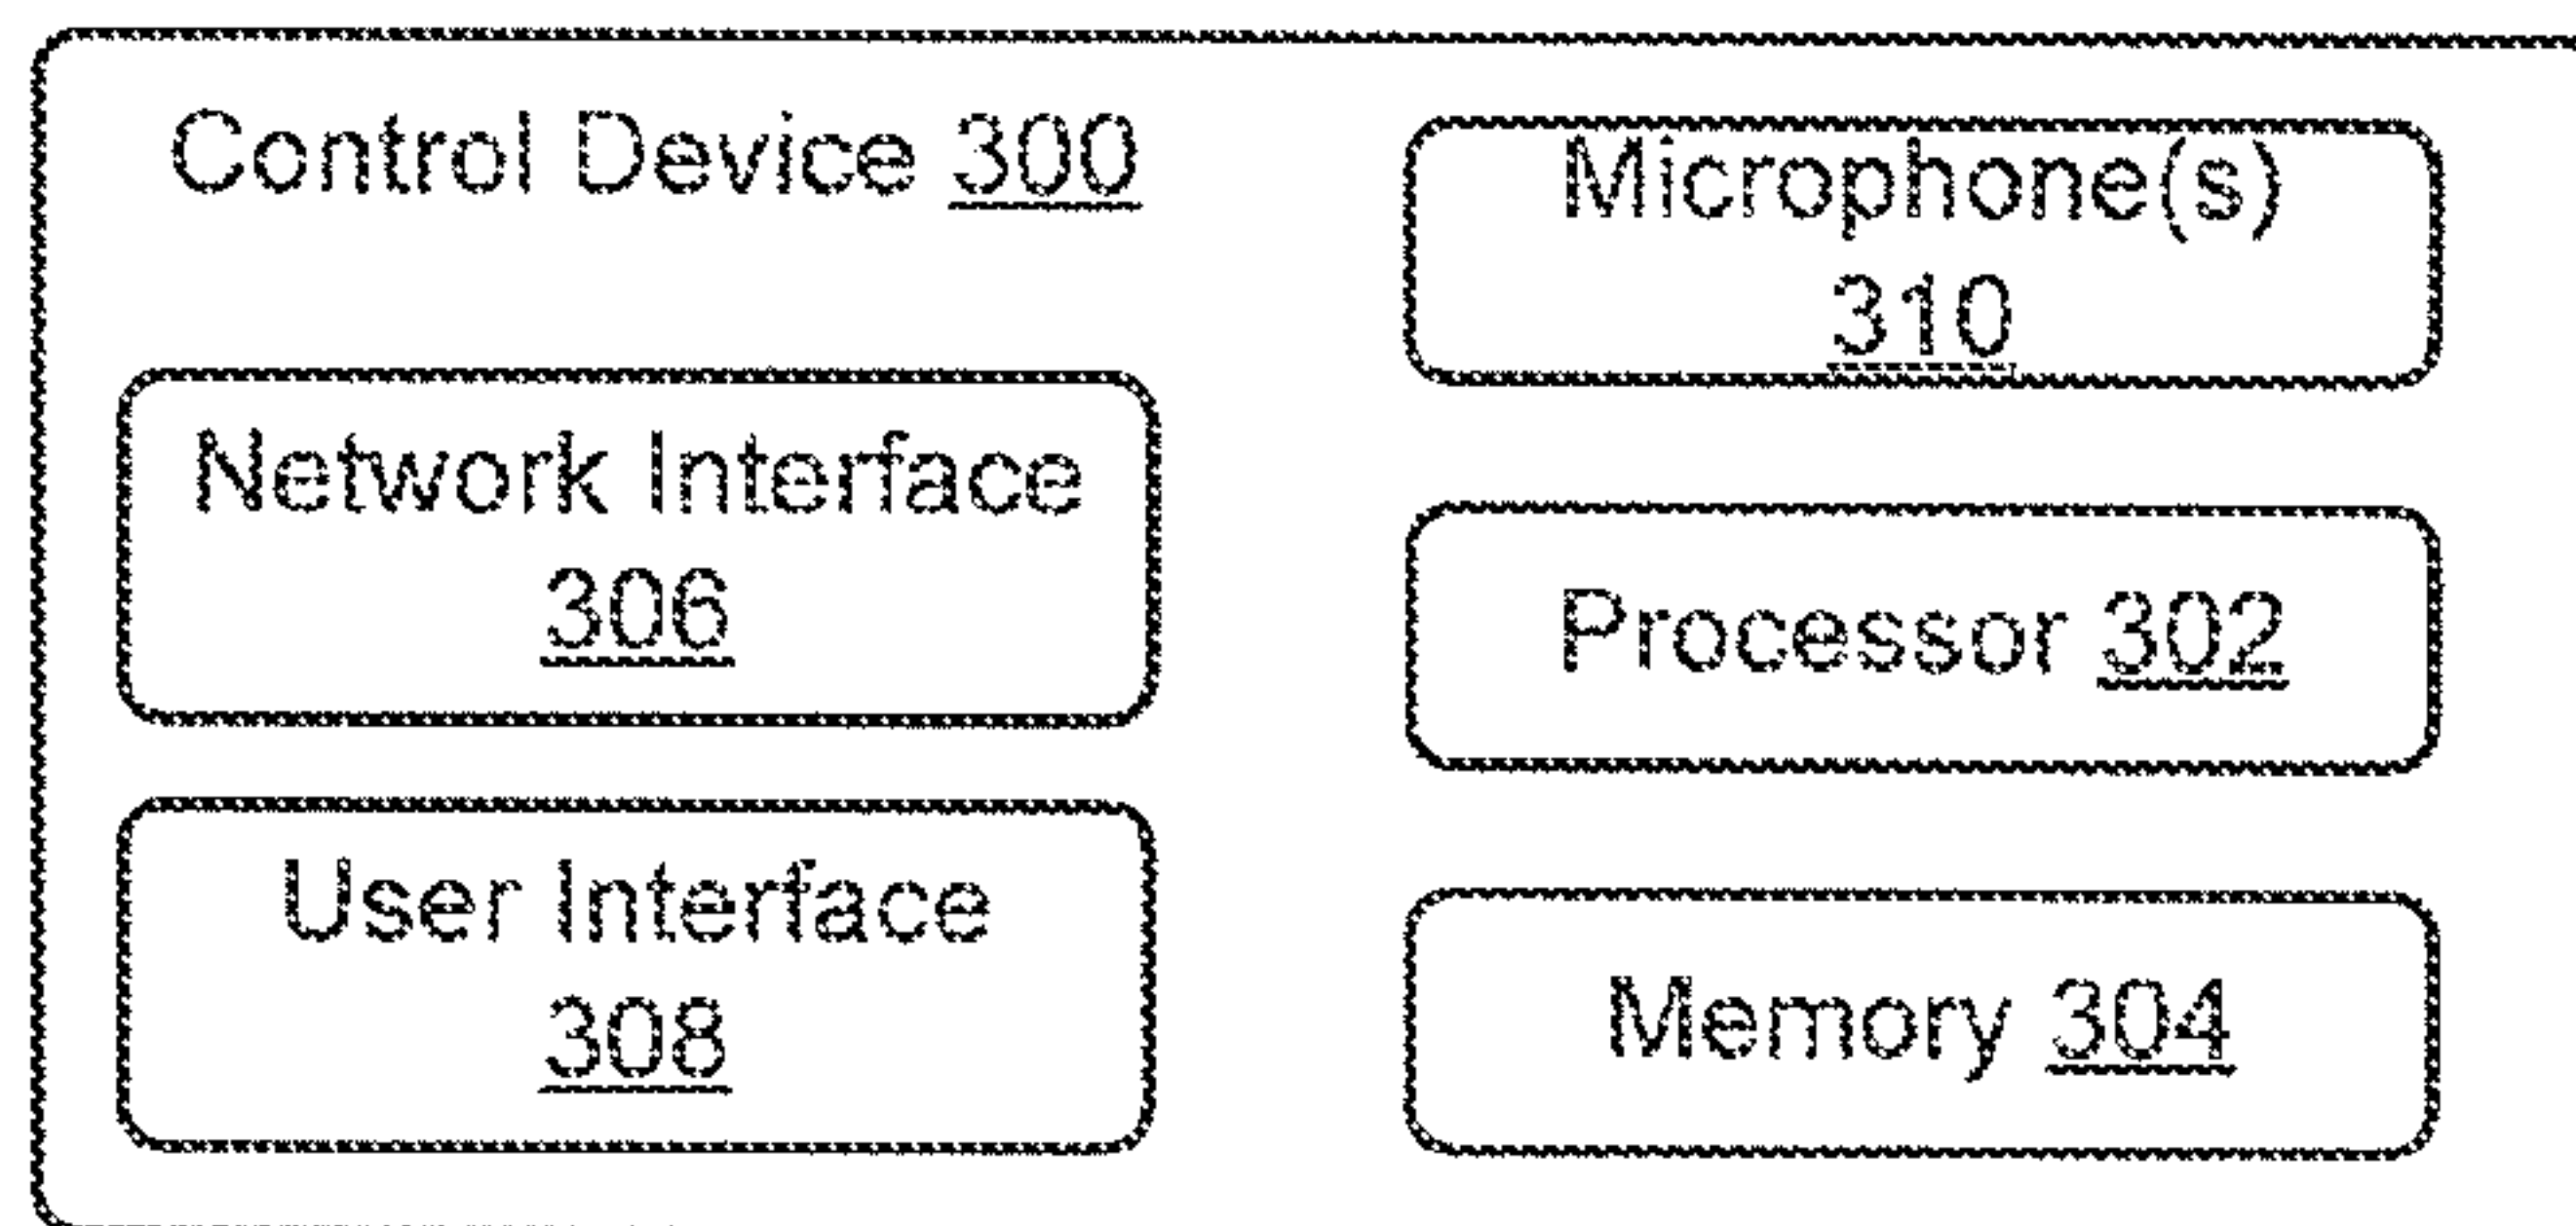 Control Device 300
Microphone(s)
310
Network Interface
306
Processor 302
User Interface
308
Memory 304